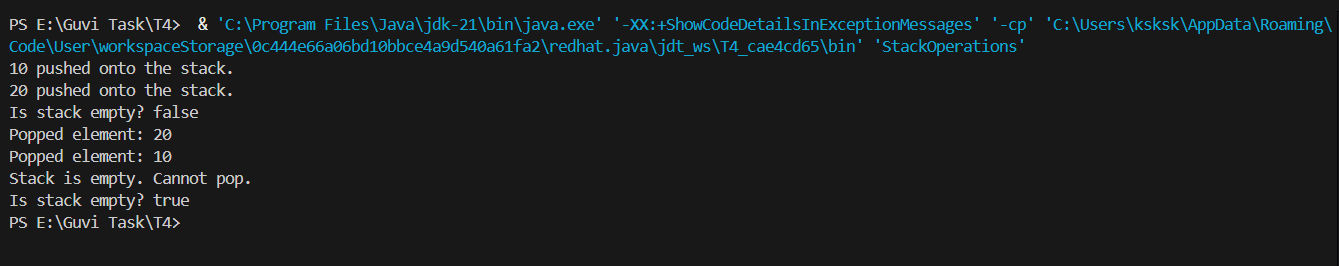 PS E:\Guvi Task\T4>  & 'C:\Program Files\Java\jdk-21\bin\java.exe' '-XX:+ShowCodeDetailsInExceptionMessages' '-cp' 'C:\Users\ksksk\AppData\Roaming\
Code\User\workspaceStorage\0c444e66a06bd10bbce4a9d540a61fa2\redhat.java\jdt_ws\T4_cae4cd65\bin' 'StackOperations'
10 pushed onto the stack.
20 pushed onto the stack.
Is stack empty? false
Popped element: 20
Popped element: 10
Stack is empty. Cannot pop.
Is stack empty? true
PS E:\Guvi Task\T4>